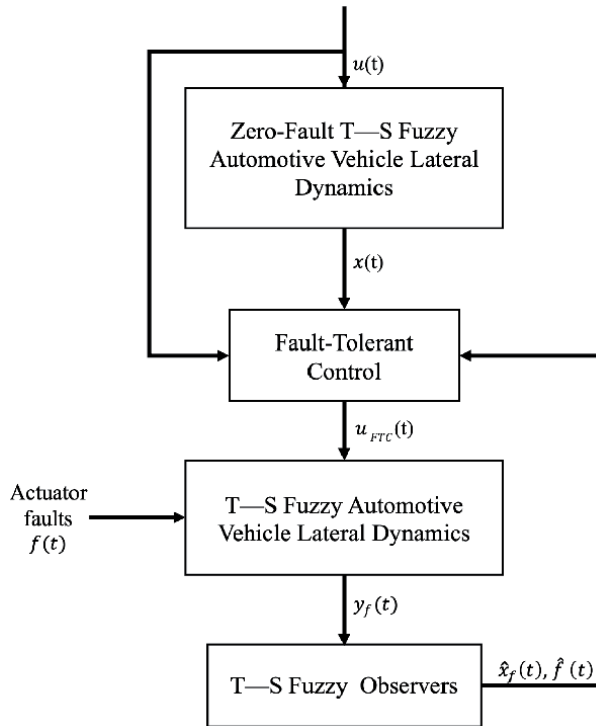 u(t)
Zero-Fault T—S Fuzzy
Automotive Vehicle Lateral
Dynamics
x(t)
Fault-Tolerant
Control
u_FTC(t)
Actuator
faults
f(t)
T—S Fuzzy Automotive
Vehicle Lateral Dynamics
y_f(t)
T—S Fuzzy Observers
x̂_f(t), f̂ (t)